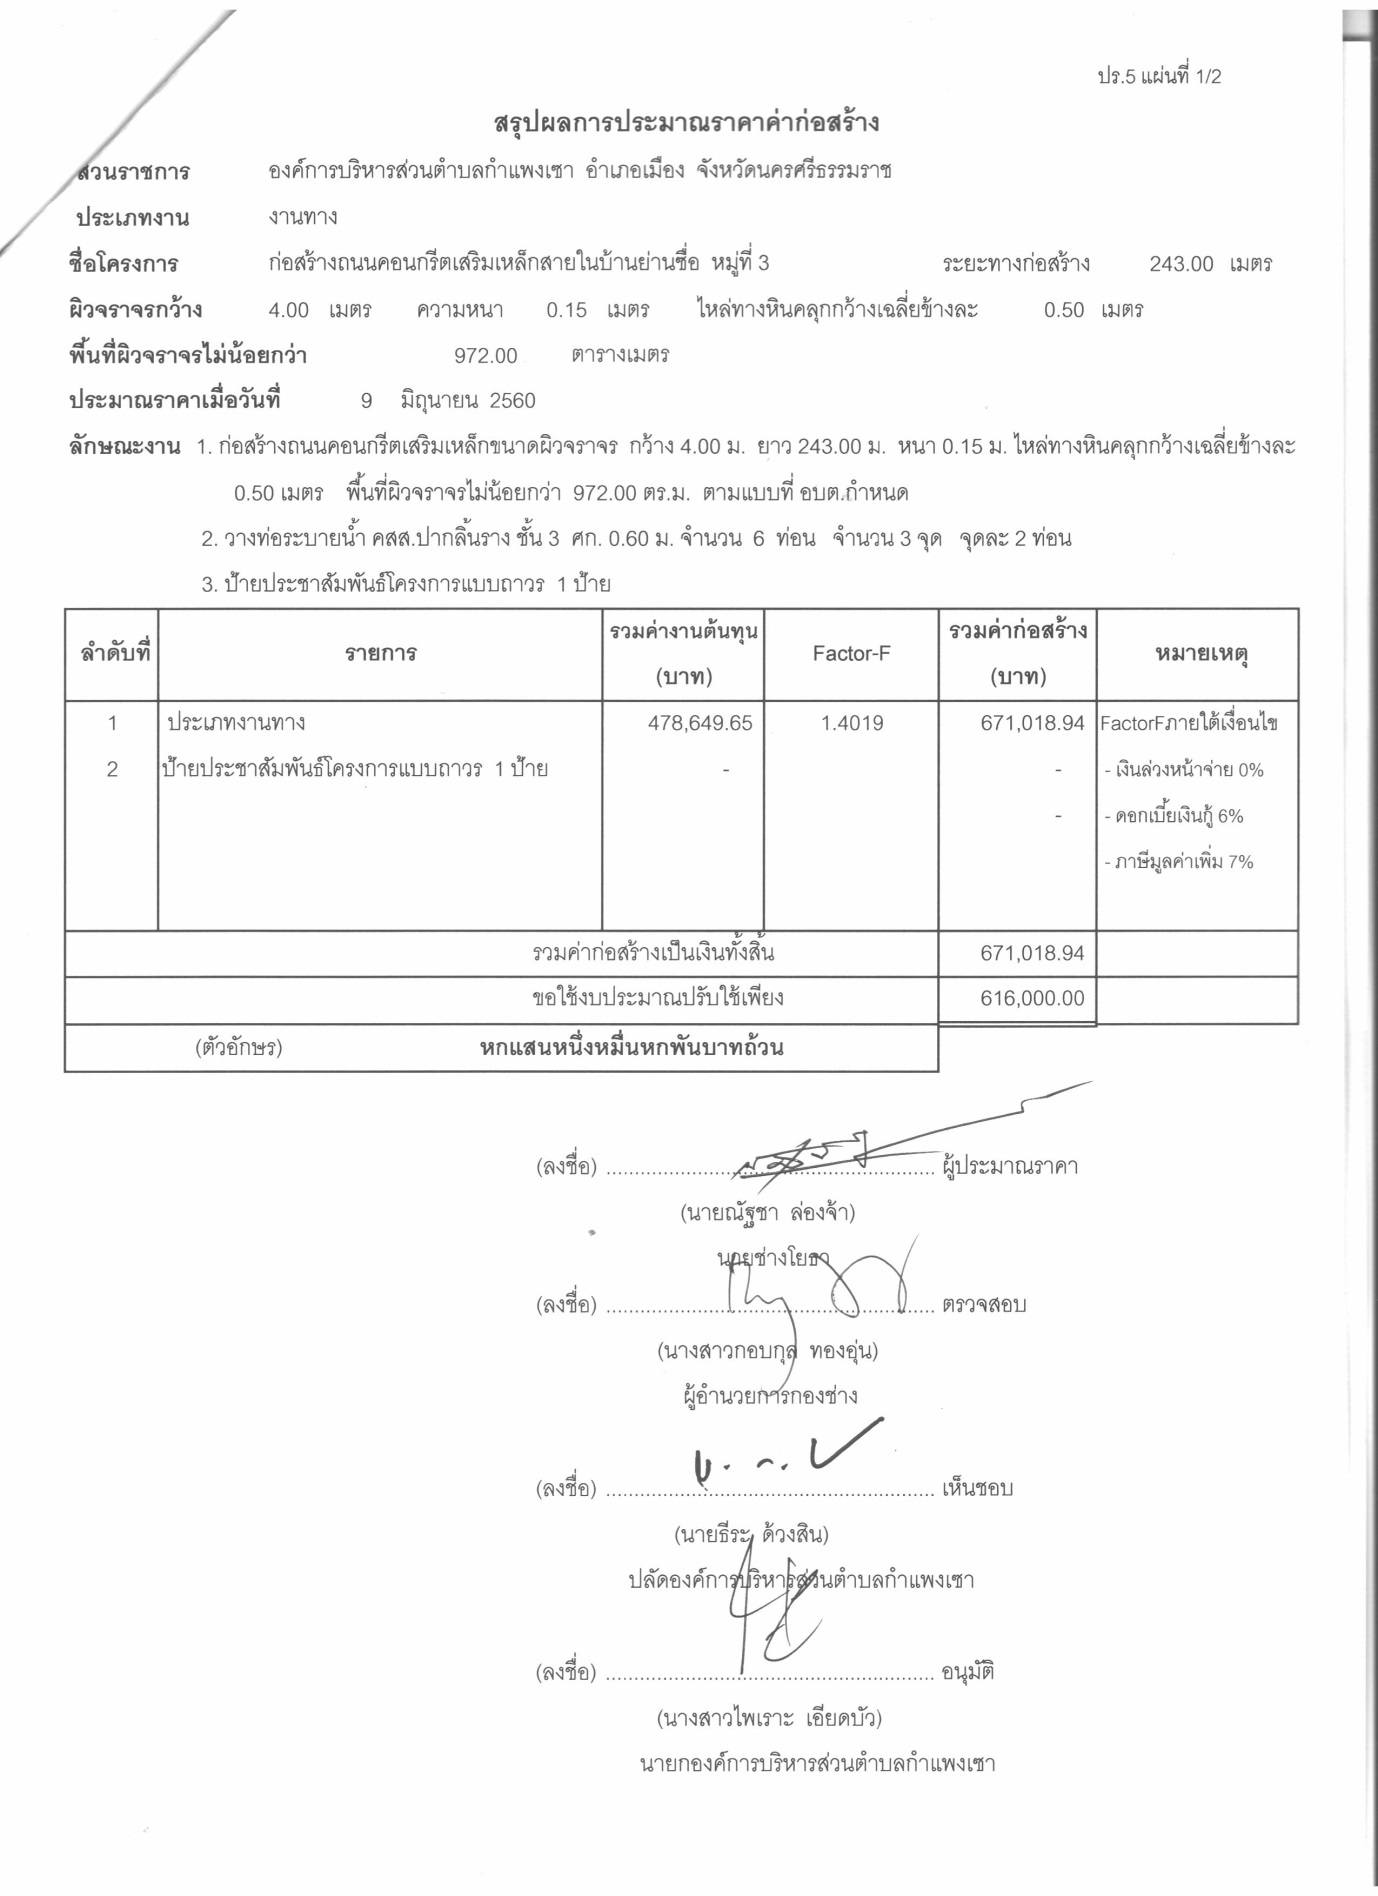 ปร.5 แผ่นที่ 1/2
สรุปผลการประมาณราคาค่าก่อสร้าง
ส่วนราชการ องค์การบริหารส่วนตำบลกำแพงเซา อำเภอเมือง จังหวัดนครศรีธรรมราช
ประเภทงาน งานทาง
ชื่อโครงการ ก่อสร้างถนนคอนกรีตเสริมเหล็กสายในบ้านย่านซื่อ หมู่ที่ 3 ระยะทางก่อสร้าง 243.00 เมตร
ผิวจราจรกว้าง 4.00 เมตร ความหนา 0.15 เมตร ไหล่ทางหินคลุกกว้างเฉลี่ยข้างละ 0.50 เมตร
พื้นที่ผิวจราจรไม่น้อยกว่า 972.00 ตารางเมตร
ประมาณราคาเมื่อวันที่ 9 มิถุนายน 2560
ลักษณะงาน 1. ก่อสร้างถนนคอนกรีตเสริมเหล็กขนาดผิวจราจร กว้าง 4.00 ม. ยาว 243.00 ม. หนา 0.15 ม. ไหล่ทางหินคลุกกว้างเฉลี่ยข้างละ
0.50 เมตร พื้นที่ผิวจราจรไม่น้อยกว่า 972.00 ตร.ม. ตามแบบที่ อบต.กำหนด
2. วางท่อระบายน้ำ คสส.ปากลิ้นราง ชั้น 3 ศก. 0.60 ม. จำนวน 6 ท่อน จำนวน 3 จุด จุดละ 2 ท่อน
3. ป้ายประชาสัมพันธ์โครงการแบบถาวร 1 ป้าย
ลำดับที่ รายการ รวมค่างานต้นทุน (บาท) Factor-F รวมค่าก่อสร้าง (บาท) หมายเหตุ
1 ประเภทงานทาง 478,649.65 1.4019 671,018.94 FactorFภายใต้เงื่อนไข
2 ป้ายประชาสัมพันธ์โครงการแบบถาวร 1 ป้าย - - - เงินล่วงหน้าจ่าย 0%
- - ดอกเบี้ยเงินกู้ 6%
- ภาษีมูลค่าเพิ่ม 7%
รวมค่าก่อสร้างเป็นเงินทั้งสิ้น 671,018.94
ขอใช้งบประมาณปรับใช้เพียง 616,000.00
(ตัวอักษร) หกแสนหนึ่งหมื่นหกพันบาทถ้วน
(ลงชื่อ) ........................................ ผู้ประมาณราคา
(นายณัฐชา ล่องจ้า)
นายช่างโยธา
(ลงชื่อ) ........................................ ตรวจสอบ
(นางสาวกอบกุล ทองอุ่น)
ผู้อำนวยการกองช่าง
(ลงชื่อ) ........................................ เห็นชอบ
(นายธีระ ด้วงสิน)
ปลัดองค์การบริหารส่วนตำบลกำแพงเซา
(ลงชื่อ) ........................................ อนุมัติ
(นางสาวไพเราะ เอียดบัว)
นายกองค์การบริหารส่วนตำบลกำแพงเซา